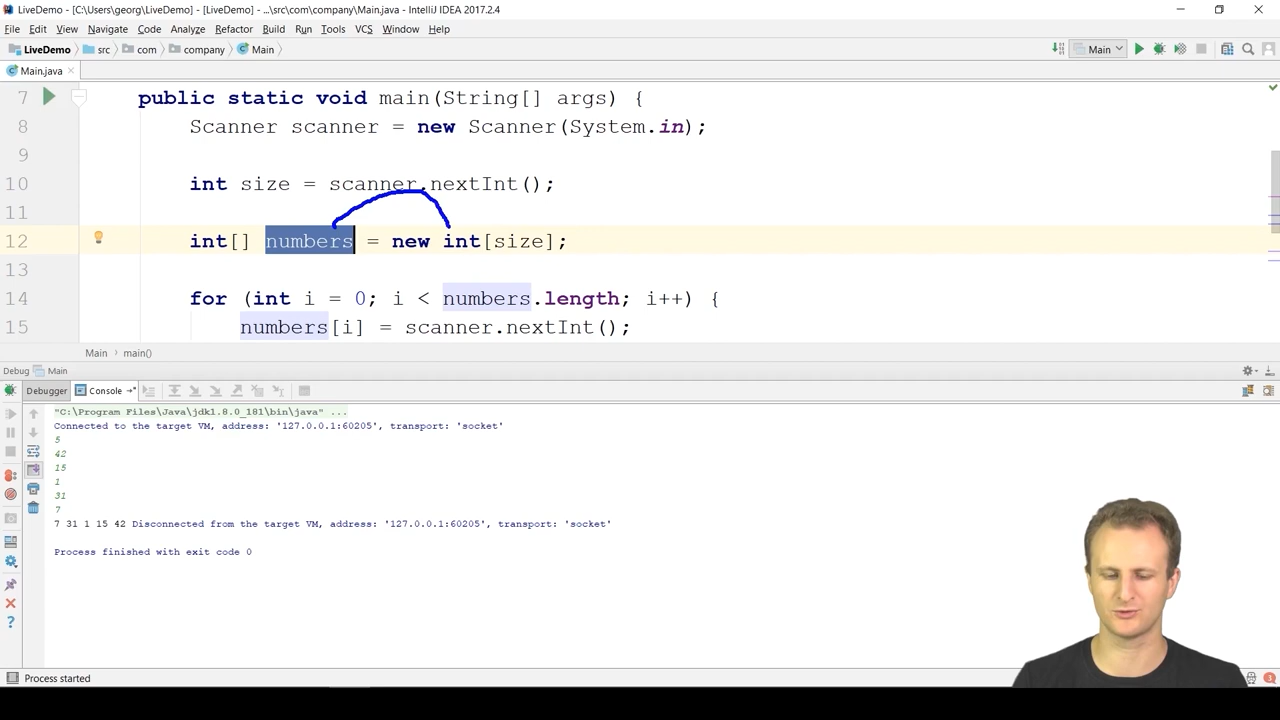 LiveDemo - [C:\Users\georg\LiveDemo] - [LiveDemo] - ...\src\com\company\Main.java - IntelliJ IDEA 2017.2.4
File Edit View Navigate Code Analyze Refactor Build Run Tools VCS Window Help
LiveDemo src com company Main Main
Main.java
7 public static void main(String[] args) {
8 Scanner scanner = new Scanner(System.in);
9
10 int size = scanner.nextInt();
11
12 int[] numbers = new int[size];
13
14 for (int i = 0; i < numbers.length; i++) {
15 numbers[i] = scanner.nextInt();
Main main()
Debug Main
Debugger Console
"C:\Program Files\Java\jdk1.8.0_181\bin\java" ...
Connected to the target VM, address: '127.0.0.1:60205', transport: 'socket'
5
42
15
1
31
7
7 31 1 15 42 Disconnected from the target VM, address: '127.0.0.1:60205', transport: 'socket'
Process finished with exit code 0
Process started
3